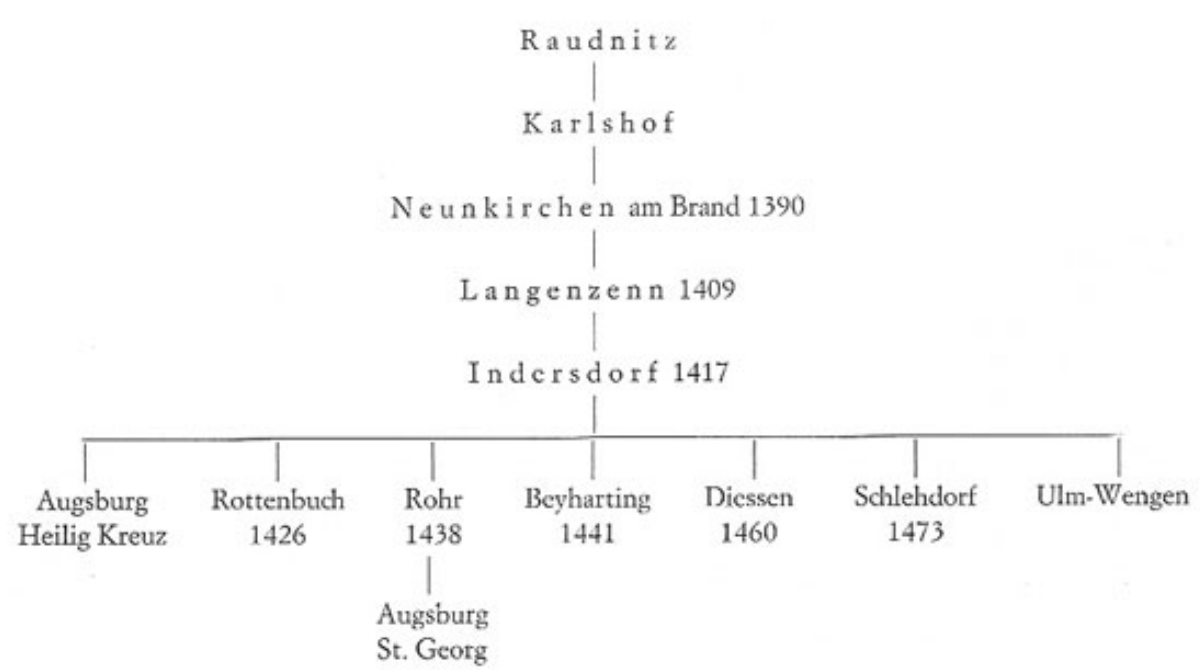 Raudnitz
Karlshof
Neunkirchen am Brand 1390
Langenzenn 1409
Indersdorf 1417
Augsburg
Heilig Kreuz
Rottenbuch
1426
Rohr
1438
Beyharting
1441
Diessen
1460
Schlehdorf
1473
Ulm-Wengen
Augsburg
St. Georg